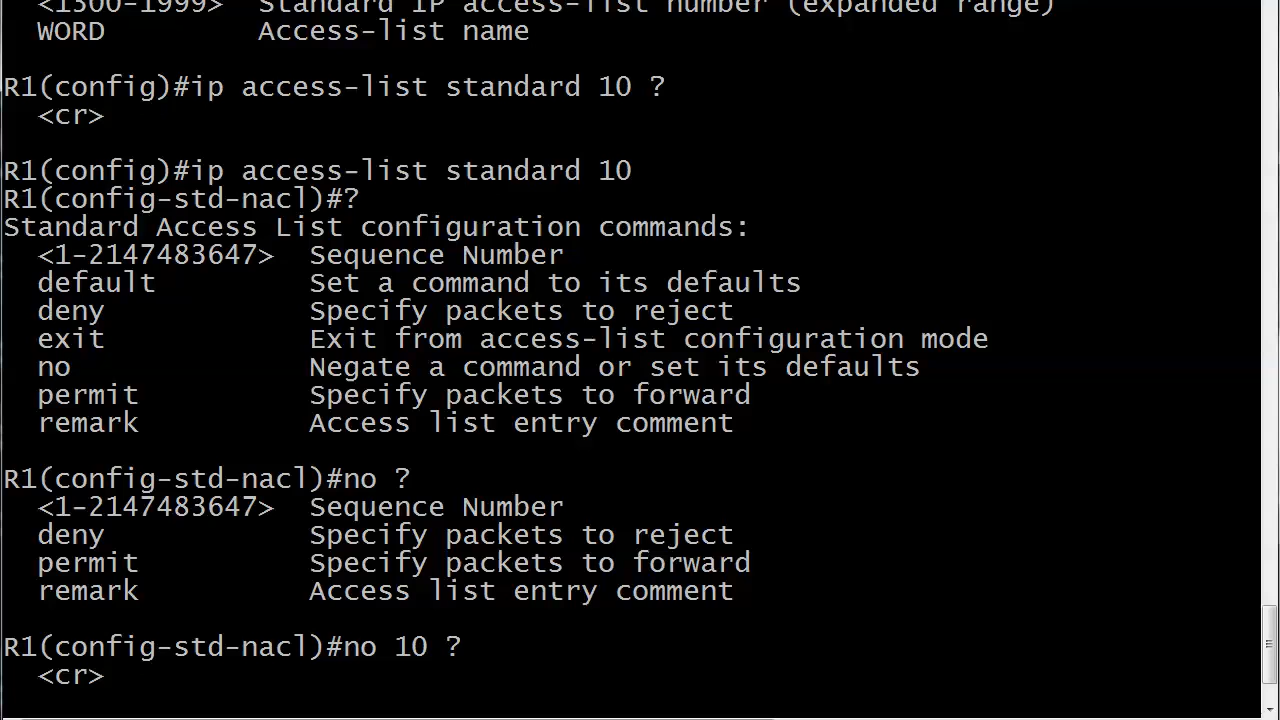 <1300-1999>  Standard IP access-list number (expanded range)
  WORD         Access-list name
R1(config)#ip access-list standard 10 ?
  <cr>
R1(config)#ip access-list standard 10
R1(config-std-nacl)#?
Standard Access List configuration commands:
  <1-2147483647>  Sequence Number
  default         Set a command to its defaults
  deny            Specify packets to reject
  exit            Exit from access-list configuration mode
  no              Negate a command or set its defaults
  permit          Specify packets to forward
  remark          Access list entry comment
R1(config-std-nacl)#no ?
  <1-2147483647>  Sequence Number
  deny            Specify packets to reject
  permit          Specify packets to forward
  remark          Access list entry comment
R1(config-std-nacl)#no 10 ?
  <cr>